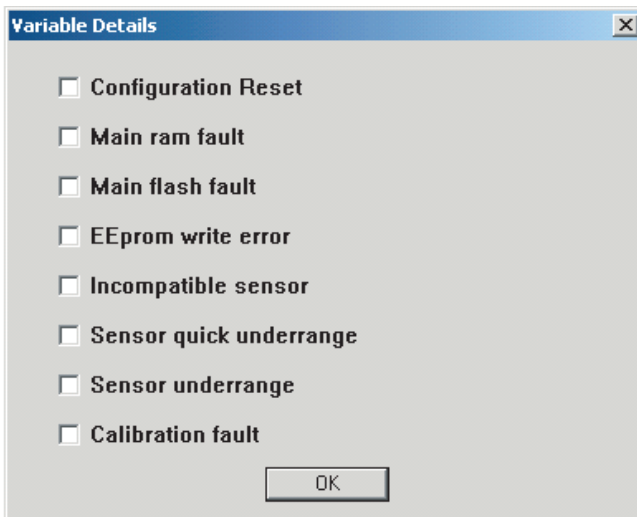 Variable Details
Configuration Reset
Main ram fault
Main flash fault
EEprom write error
Incompatible sensor
Sensor quick underrange
Sensor underrange
Calibration fault
OK